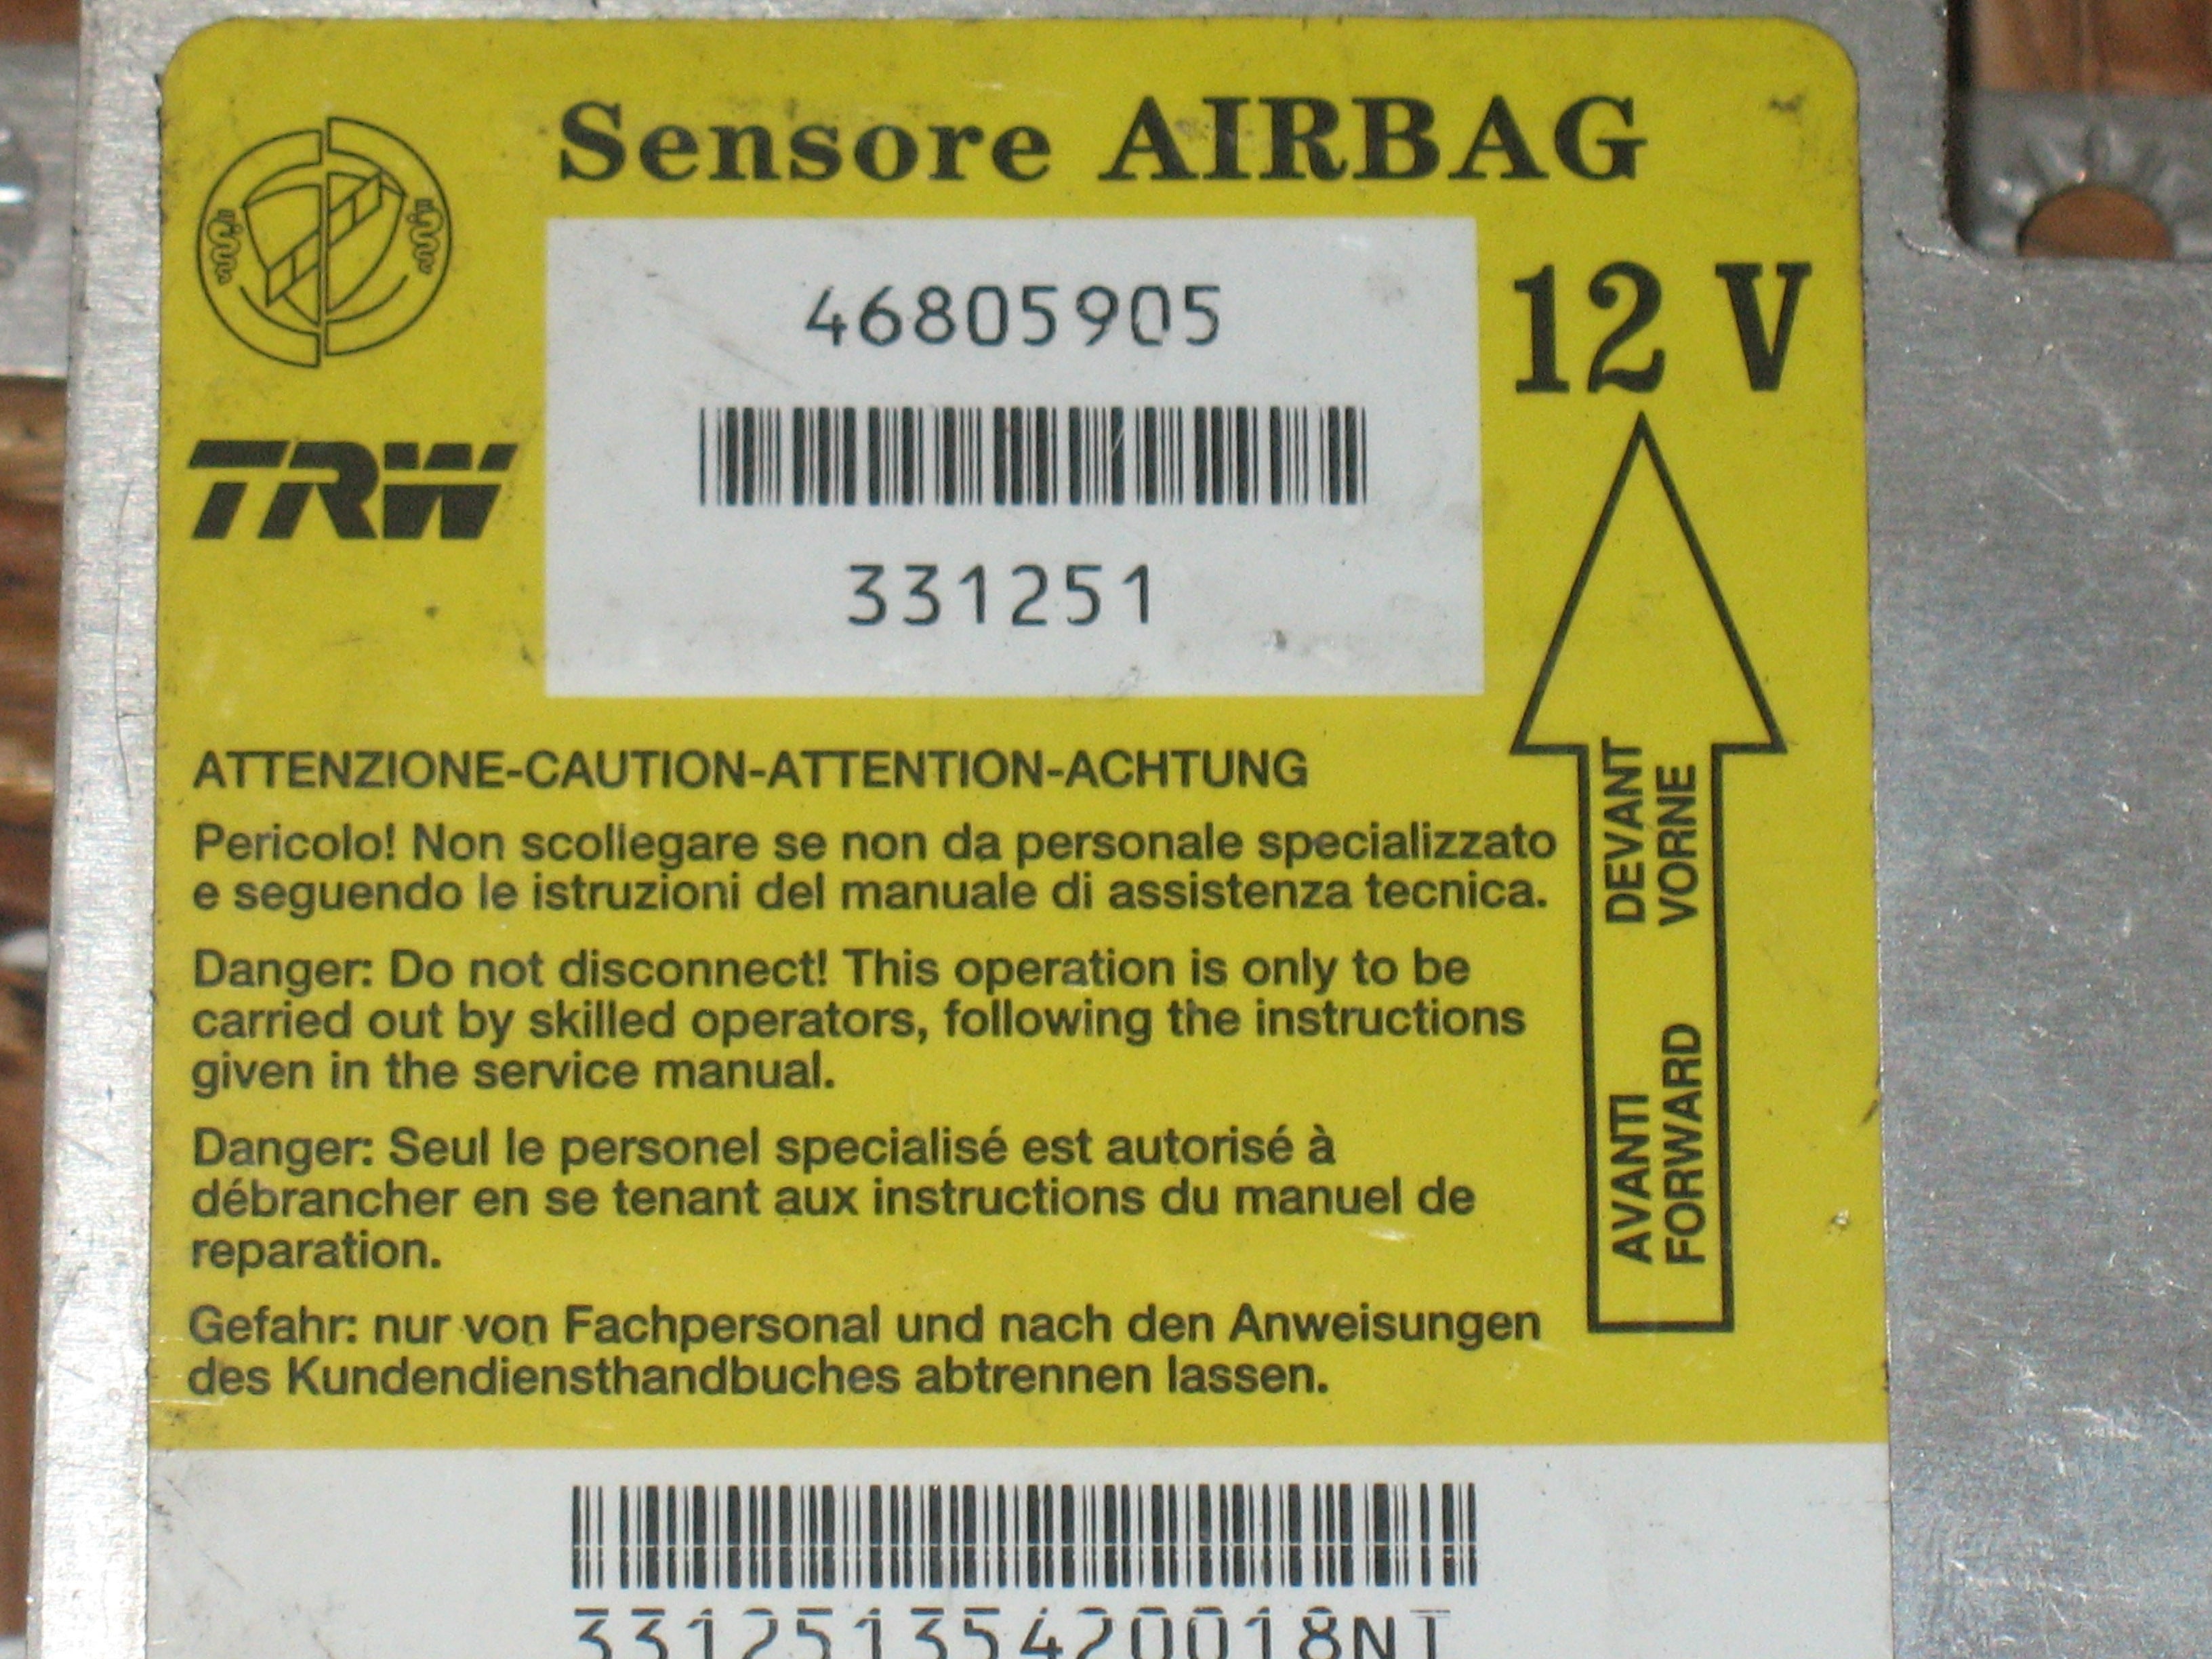 Sensore AIRBAG
46805905
12 V
TRW
331251
ATTENZIONE-CAUTION-ATTENTION-ACHTUNG
Pericolo! Non scollegare se non da personale specializzato
e seguendo le istruzioni del manuale di assistenza tecnica.
Danger: Do not disconnect! This operation is only to be
carried out by skilled operators, following the instructions
given in the service manual.
Danger: Seul le personel specialisé est autorisé à
débrancher en se tenant aux instructions du manuel de
reparation.
Gefahr: nur von Fachpersonal und nach den Anweisungen
des Kundendiensthandbuches abtrennen lassen.
AVANTI DEVANT
FORWARD VORNE